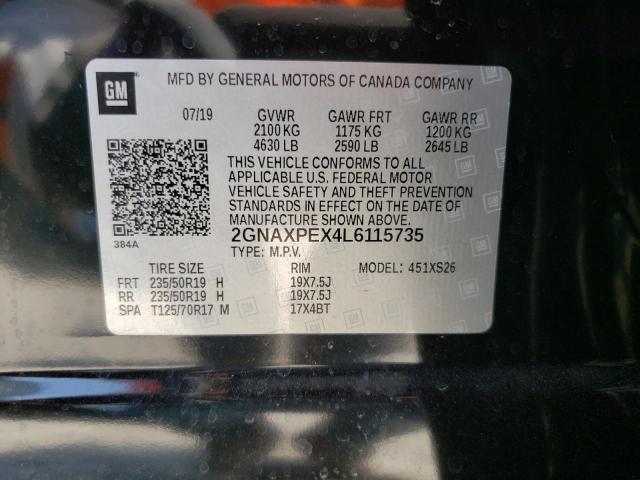 GM
MFD BY GENERAL MOTORS OF CANADA COMPANY
07/19 GVWR GAWR FRT GAWR RR
2100 KG 1175 KG 1200 KG
4630 LB 2590 LB 2645 LB
THIS VEHICLE CONFORMS TO ALL
APPLICABLE U.S. FEDERAL MOTOR
VEHICLE SAFETY AND THEFT PREVENTION
STANDARDS IN EFFECT ON THE DATE OF
MANUFACTURE SHOWN ABOVE.
384A
2GNAXPEX4L6115735
TYPE: M.P.V.
TIRE SIZE RIM MODEL: 451XS26
FRT 235/50R19 H 19X7.5J
RR 235/50R19 H 19X7.5J
SPA T125/70R17 M 17X4BT